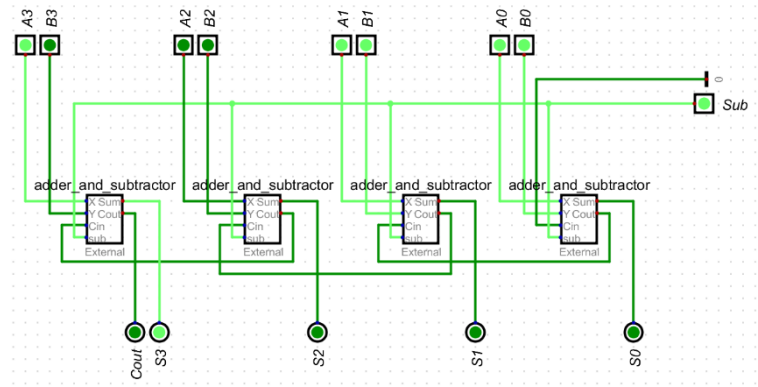 A3 B3 A2 B2 A1 B1 A0 B0
0
Sub
adder_and_subtractor adder_and_subtractor adder_and_subtractor adder_and_subtractor
X Sum X Sum X Sum X Sum
Y Cout Y Cout Y Cout Y Cout
Cin Cin Cin Cin
sub sub sub sub
External External External External
Cout S3 S2 S1 S0